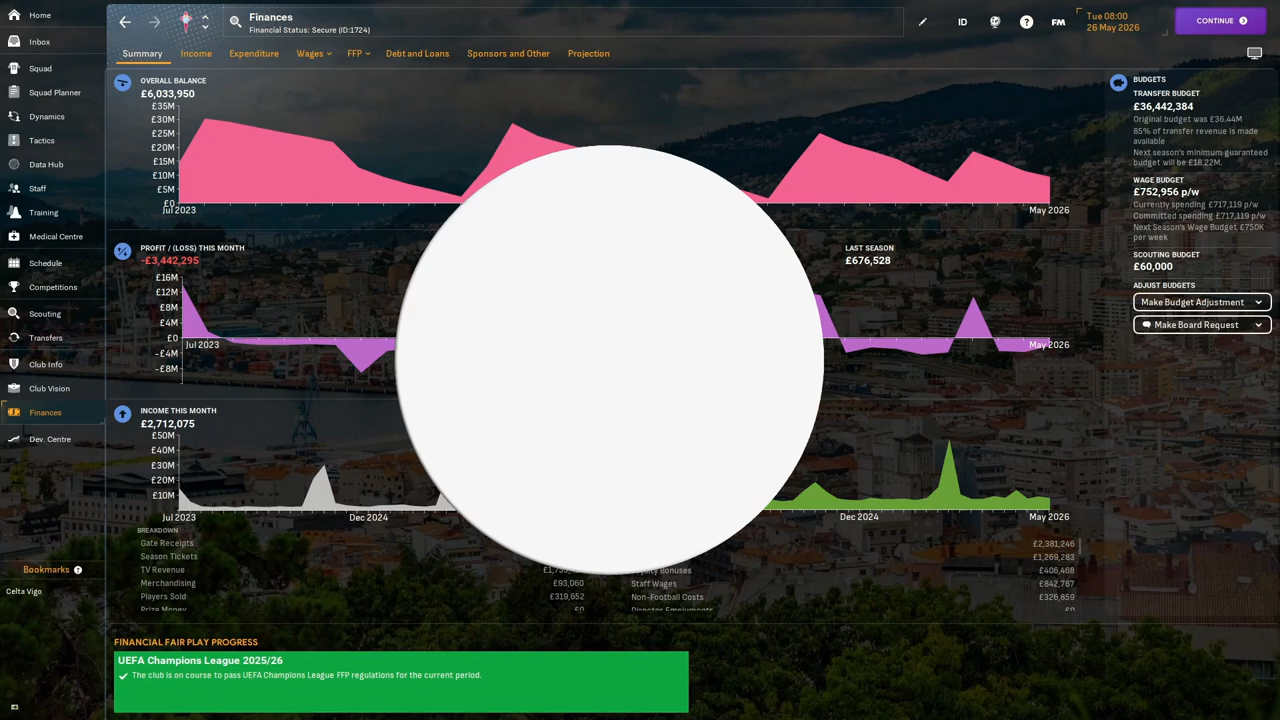 Home
Inbox
Squad
Squad Planner
Dynamics
Tactics
Data Hub
Staff
Training
Medical Centre
Schedule
Competitions
Scouting
Transfers
Club Info
Club Vision
Finances
Dev. Centre
Bookmarks ?
Celta Vigo
Finances
Financial Status: Secure (ID:1724)
ID
?
FM
Tue 08:00
26 May 2026
CONTINUE
Summary Income Expenditure Wages FFP Debt and Loans Sponsors and Other Projection
OVERALL BALANCE
£6,033,950
£35M
£30M
£25M
£20M
£15M
£10M
£5M
£0
Jul 2023 May 2026
PROFIT / (LOSS) THIS MONTH
-£3,442,295
LAST SEASON
£676,528
£16M
£12M
£8M
£4M
£0
-£4M
-£8M
Jul 2023 May 2026
INCOME THIS MONTH
£2,712,075
£50M
£40M
£30M
£20M
£10M
Jul 2023 Dec 2024 Dec 2024 May 2026
BREAKDOWN
Gate Receipts £2,381,246
Season Tickets £1,269,283
TV Revenue Bonuses £406,468
Merchandising £93,060 Staff Wages £842,767
Players Sold £319,652 Non-Football Costs £326,859
Prize Money £0 Director Emoluments £0
FINANCIAL FAIR PLAY PROGRESS
UEFA Champions League 2025/26
The club is on course to pass UEFA Champions League FFP regulations for the current period.
BUDGETS
TRANSFER BUDGET
£36,442,384
Original budget was £36.44M
85% of transfer revenue is made
available
Next season's minimum guaranteed
budget will be £18.22M.
WAGE BUDGET
£752,956 p/w
Currently spending £717,119 p/w
Committed spending £717,119 p/w
Next Season's Wage Budget £750K
per week
SCOUTING BUDGET
£60,000
ADJUST BUDGETS
Make Budget Adjustment
Make Board Request